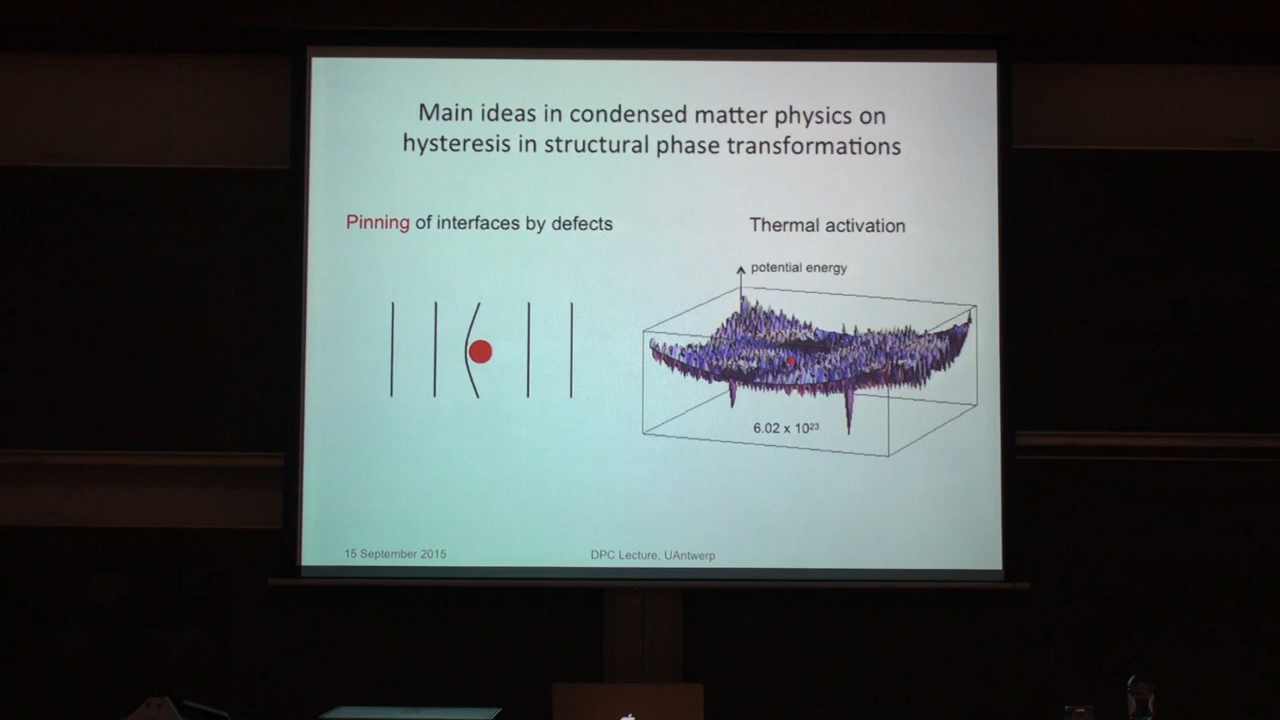 Main ideas in condensed matter physics on
hysteresis in structural phase transformations
Pinning of interfaces by defects
Thermal activation
potential energy
6.02 x 10²³
15 September 2015
DPC Lecture, UAntwerp